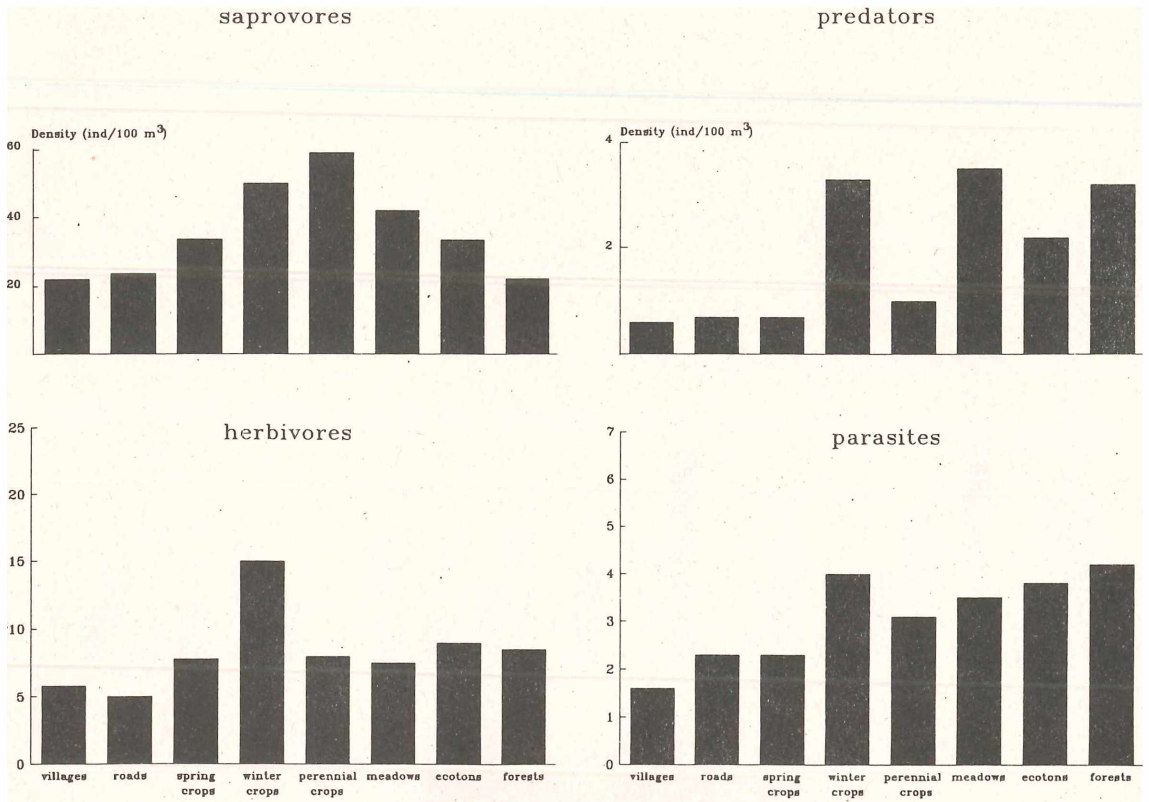 saprovores
predators
Density (ind/100 m³)
60
40
20
Density (ind/100 m³)
4
2
herbivores
25
20
15
10
5
0
villages roads spring crops winter crops perennial crops meadows ecotons forests
parasites
7
6
5
4
3
2
1
0
villages roads spring crops winter crops perennial crops meadows ecotons forests